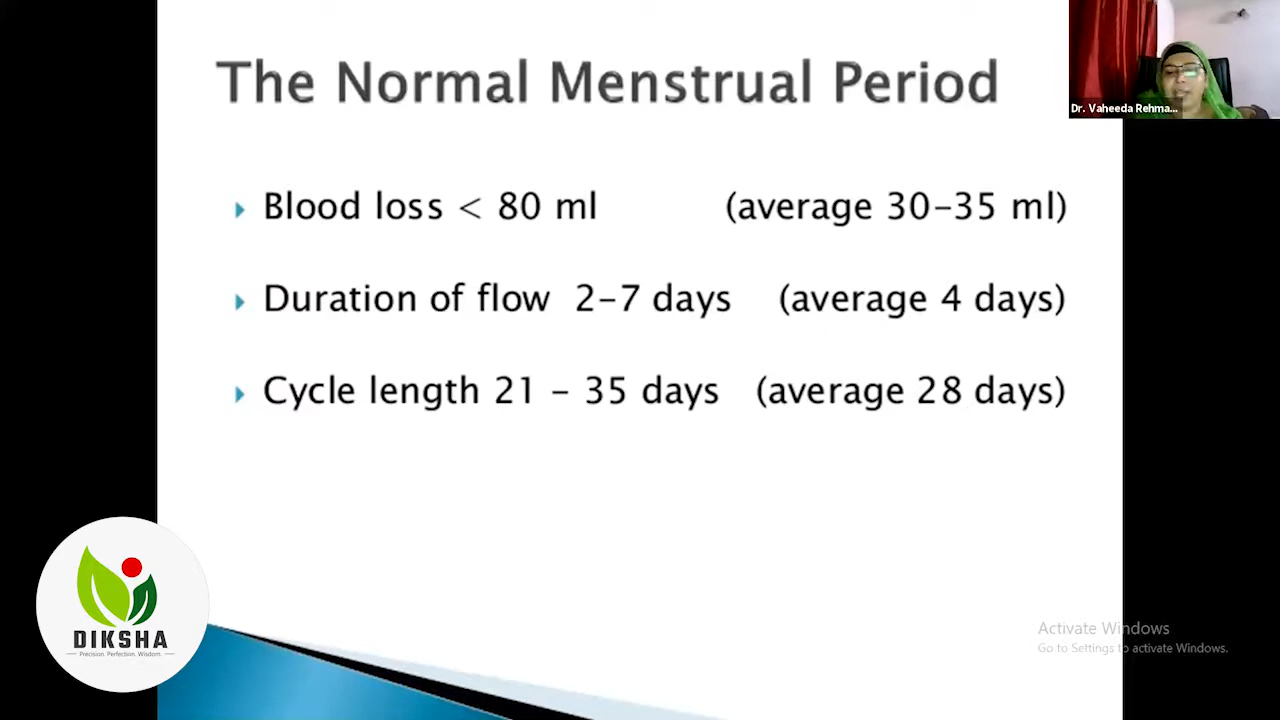 The Normal Menstrual Period
Dr. Vaheeda Rehma...
Blood loss < 80 ml (average 30-35 ml)
Duration of flow 2-7 days (average 4 days)
Cycle length 21 - 35 days (average 28 days)
DIKSHA
Precision. Perfection. Wisdom.
Activate Windows
Go to Settings to activate Windows.